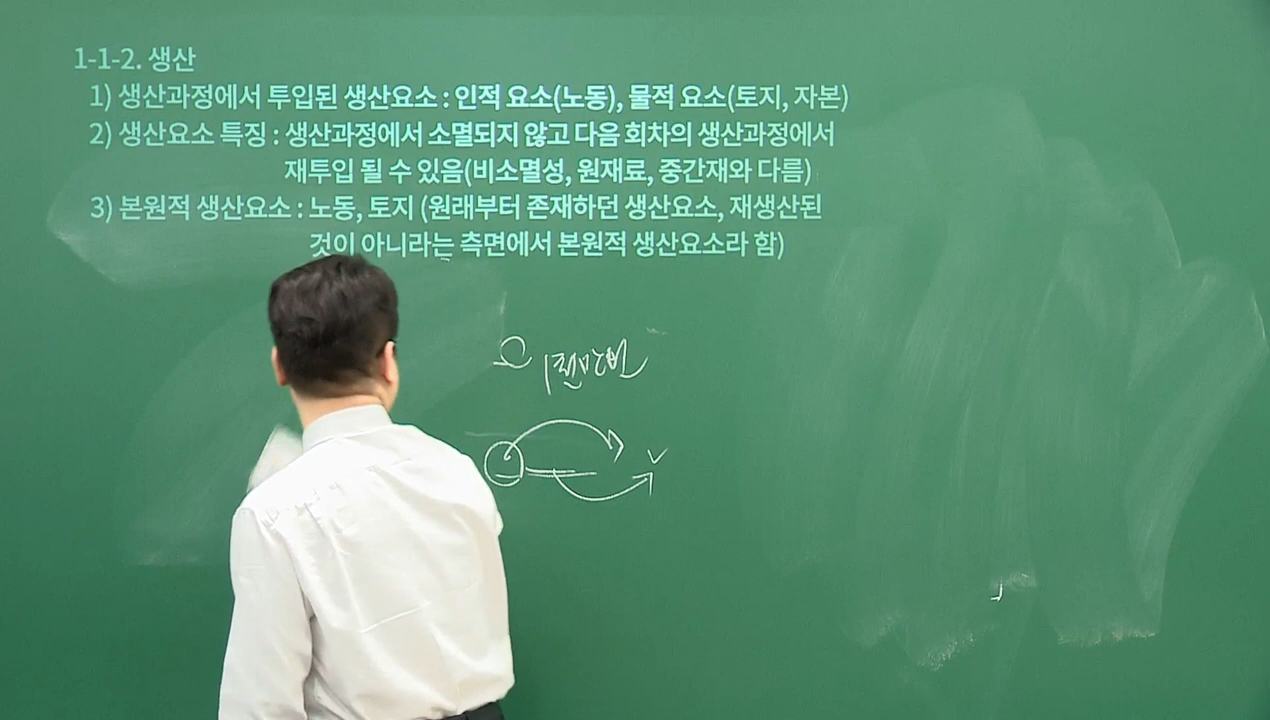 1-1-2. 생산
1) 생산과정에서 투입된 생산요소 : 인적 요소(노동), 물적 요소(토지, 자본)
2) 생산요소 특징 : 생산과정에서 소멸되지 않고 다음 회차의 생산과정에서
재투입 될 수 있음(비소멸성, 원재료, 중간재와 다름)
3) 본원적 생산요소 : 노동, 토지 (원래부터 존재하던 생산요소, 재생산된
것이 아니라는 측면에서 본원적 생산요소라 함)